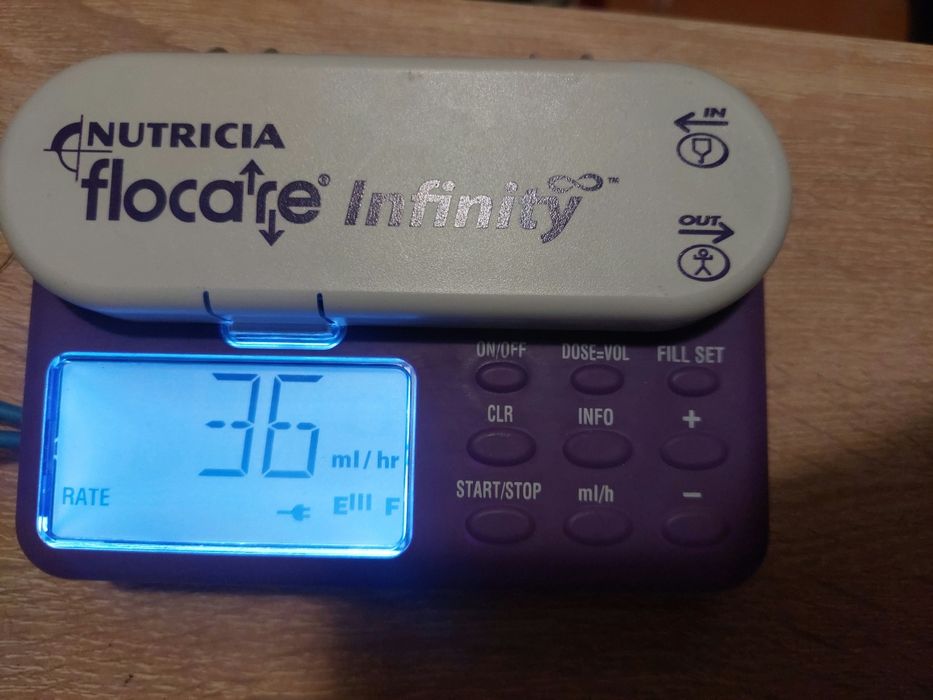 NUTRICIA
flocare® Infinity™
IN
OUT
36 ml/hr
RATE
E F
ON/OFF DOSE=VOL FILL SET
CLR INFO +
START/STOP ml/h −